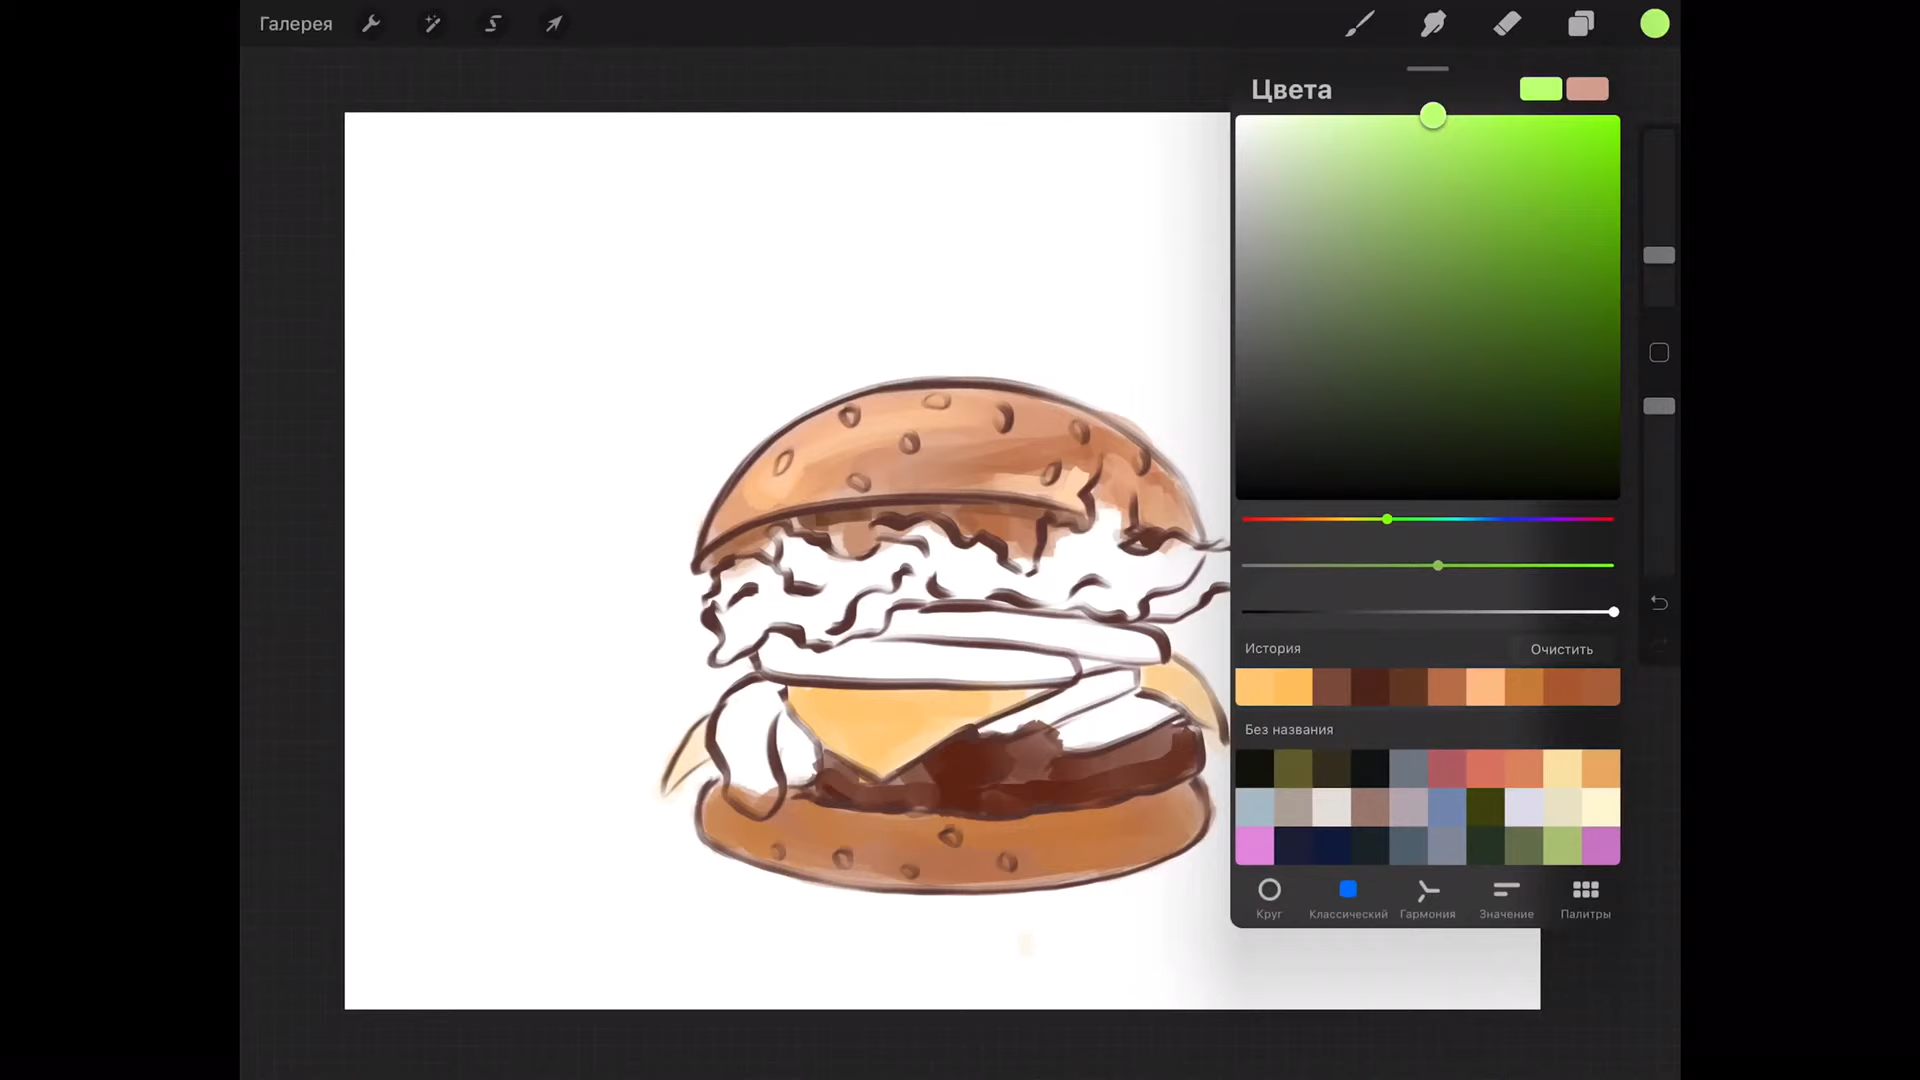 Галерея
Цвета
История
Очистить
Без названия
Круг
Классический
Гармония
Значение
Палитры